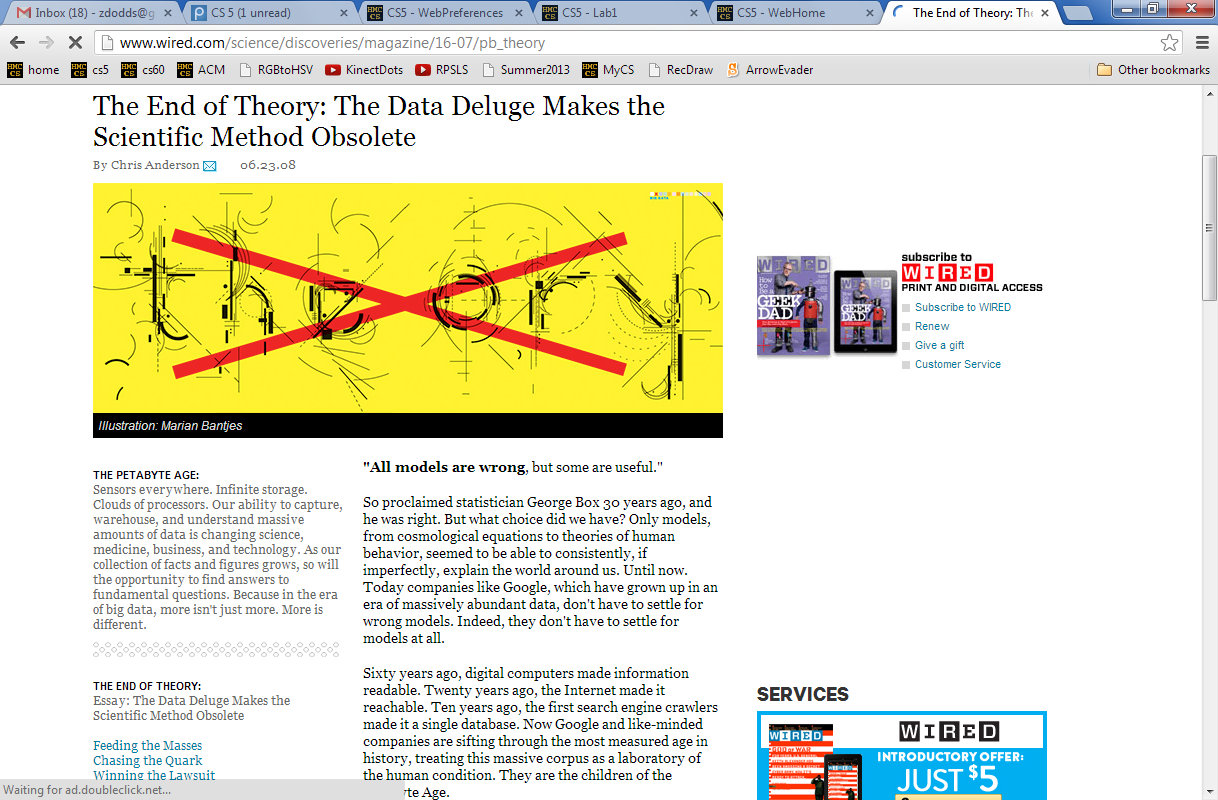 Inbox (18) - zdodds@g
CS 5 (1 unread)
CS5 - WebPreferences
CS5 - Lab1
CS5 - WebHome
The End of Theory: The
www.wired.com/science/discoveries/magazine/16-07/pb_theory
home cs5 cs60 ACM RGBtoHSV KinectDots RPSLS Summer2013 MyCS RecDraw ArrowEvader Other bookmarks
The End of Theory: The Data Deluge Makes the
Scientific Method Obsolete
By Chris Anderson 06.23.08
theory
Illustration: Marian Bantjes
THE PETABYTE AGE:
Sensors everywhere. Infinite storage.
Clouds of processors. Our ability to capture,
warehouse, and understand massive
amounts of data is changing science,
medicine, business, and technology. As our
collection of facts and figures grows, so will
the opportunity to find answers to
fundamental questions. Because in the era
of big data, more isn't just more. More is
different.
THE END OF THEORY:
Essay: The Data Deluge Makes the
Scientific Method Obsolete
Feeding the Masses
Chasing the Quark
Winning the Lawsuit
"All models are wrong, but some are useful."
So proclaimed statistician George Box 30 years ago, and
he was right. But what choice did we have? Only models,
from cosmological equations to theories of human
behavior, seemed to be able to consistently, if
imperfectly, explain the world around us. Until now.
Today companies like Google, which have grown up in an
era of massively abundant data, don't have to settle for
wrong models. Indeed, they don't have to settle for
models at all.
Sixty years ago, digital computers made information
readable. Twenty years ago, the Internet made it
reachable. Ten years ago, the first search engine crawlers
made it a single database. Now Google and like-minded
companies are sifting through the most measured age in
history, treating this massive corpus as a laboratory of
the human condition. They are the children of the
yte Age.
WIRED
How to Be a
GEEK
DAD
WIRED
GEEK
DAD
subscribe to
WIRED
PRINT AND DIGITAL ACCESS
Subscribe to WIRED
Renew
Give a gift
Customer Service
SERVICES
WIRED
WIRED
INTRODUCTORY OFFER:
JUST $5
Waiting for ad.doubleclick.net...